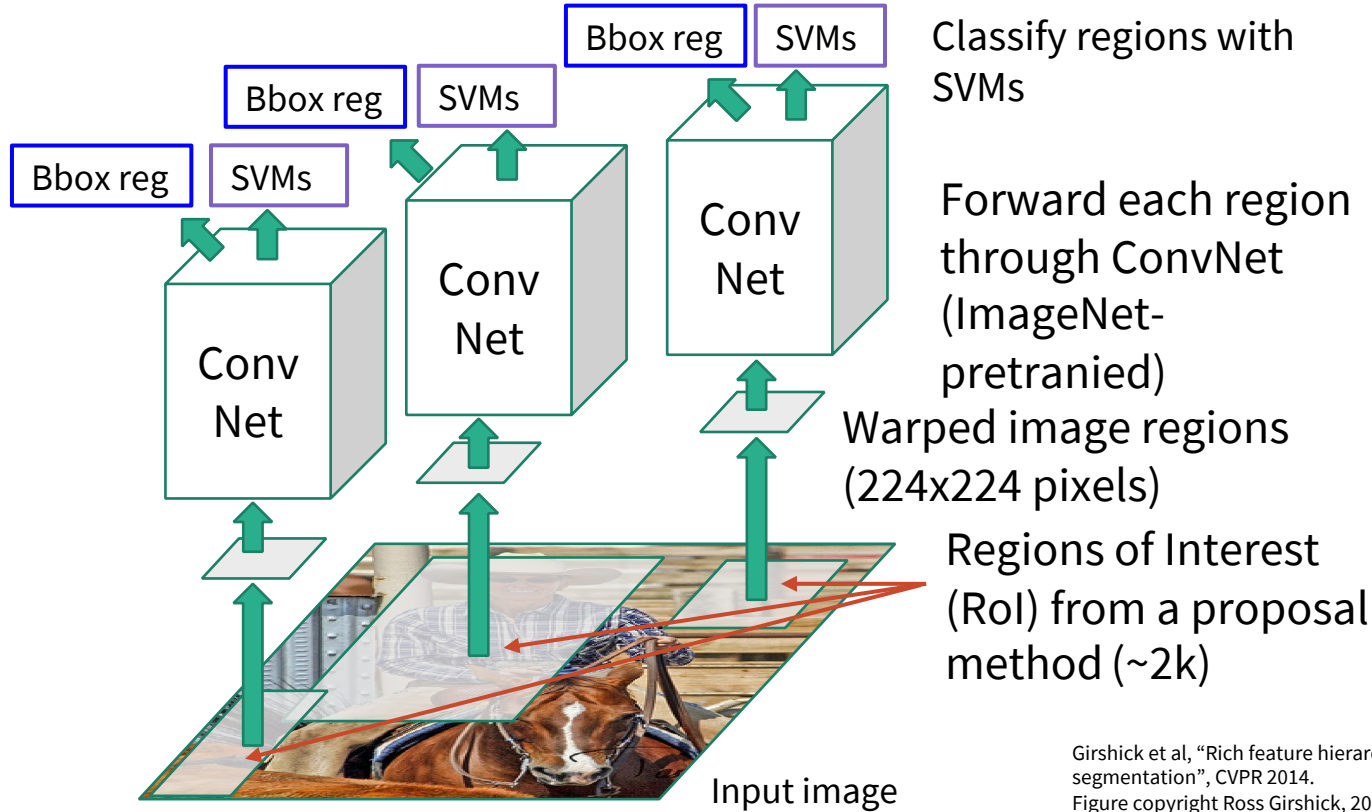 Bbox reg
SVMs
Classify regions with
SVMs
Bbox reg
SVMs
Bbox reg
SVMs
Conv
Net
Conv
Net
Conv
Net
Forward each region
through ConvNet
(ImageNet-
pretranied)
Warped image regions
(224x224 pixels)
Regions of Interest
(RoI) from a proposal
method (~2k)
Input image
Girshick et al, “Rich feature hierar
segmentation”, CVPR 2014.
Figure copyright Ross Girshick, 20